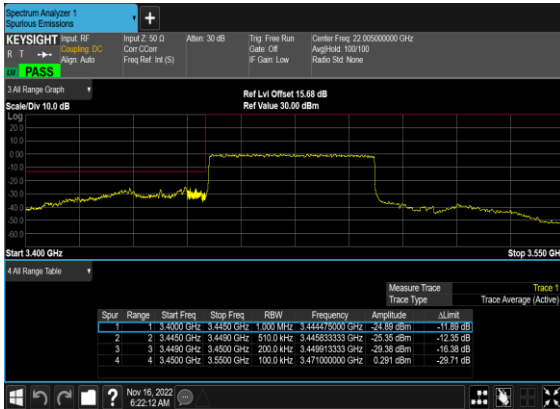 Spectrum Analyzer 1
Spurious Emissions
+
KEYSIGHT Input: RF Input Z: 50 Ω Atten: 30 dB Trig: Free Run Center Freq: 22.005000000 GHz
R T Coupling: DC Corr CCorr Gate: Off Avg|Hold: 100/100
Align: Auto Freq Ref: Int (S) IF Gain: Low Radio Std: None
LXI PASS
3 All Range Graph
Ref Lvl Offset 15.68 dB
Scale/Div 10.0 dB Ref Value 30.00 dBm
Log
20.0
10.0
0.00
-10.0
-20.0
-30.0
-40.0
-50.0
-60.0
Start 3.400 GHz Stop 3.550 GH
4 All Range Table
Measure Trace Trace 1
Trace Type Trace Average (Active)
Spur Range Start Freq Stop Freq RBW Frequency Amplitude ΔLimit
1 1 3.4000 GHz 3.4450 GHz 1.000 MHz 3.444475000 GHz -24.89 dBm -11.89 dB
2 2 3.4450 GHz 3.4490 GHz 510.0 kHz 3.445833333 GHz -25.35 dBm -12.35 dB
3 3 3.4490 GHz 3.4500 GHz 200.0 kHz 3.449913333 GHz -29.38 dBm -16.38 dB
4 4 3.4500 GHz 3.5500 GHz 100.0 kHz 3.471000000 GHz 0.291 dBm -29.71 dB
? Nov 16, 2022
6:22:12 AM